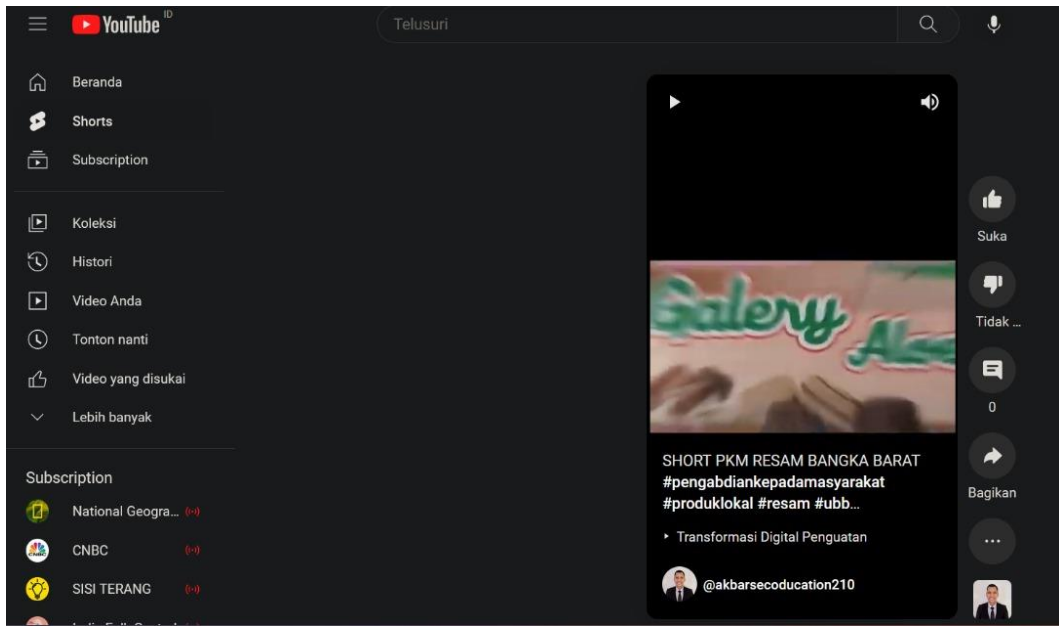 YouTube ID
Telusuri
Beranda
Shorts
Subscription
Koleksi
Histori
Video Anda
Tonton nanti
Video yang disukai
Lebih banyak
Subscription
National Geogra...
CNBC
SISI TERANG
Galery
SHORT PKM RESAM BANGKA BARAT
#pengabdiankepadamasyarakat
#produklokal #resam #ubb...
Transformasi Digital Penguatan
@akbarsecoducation210
Suka
Tidak ...
0
Bagikan